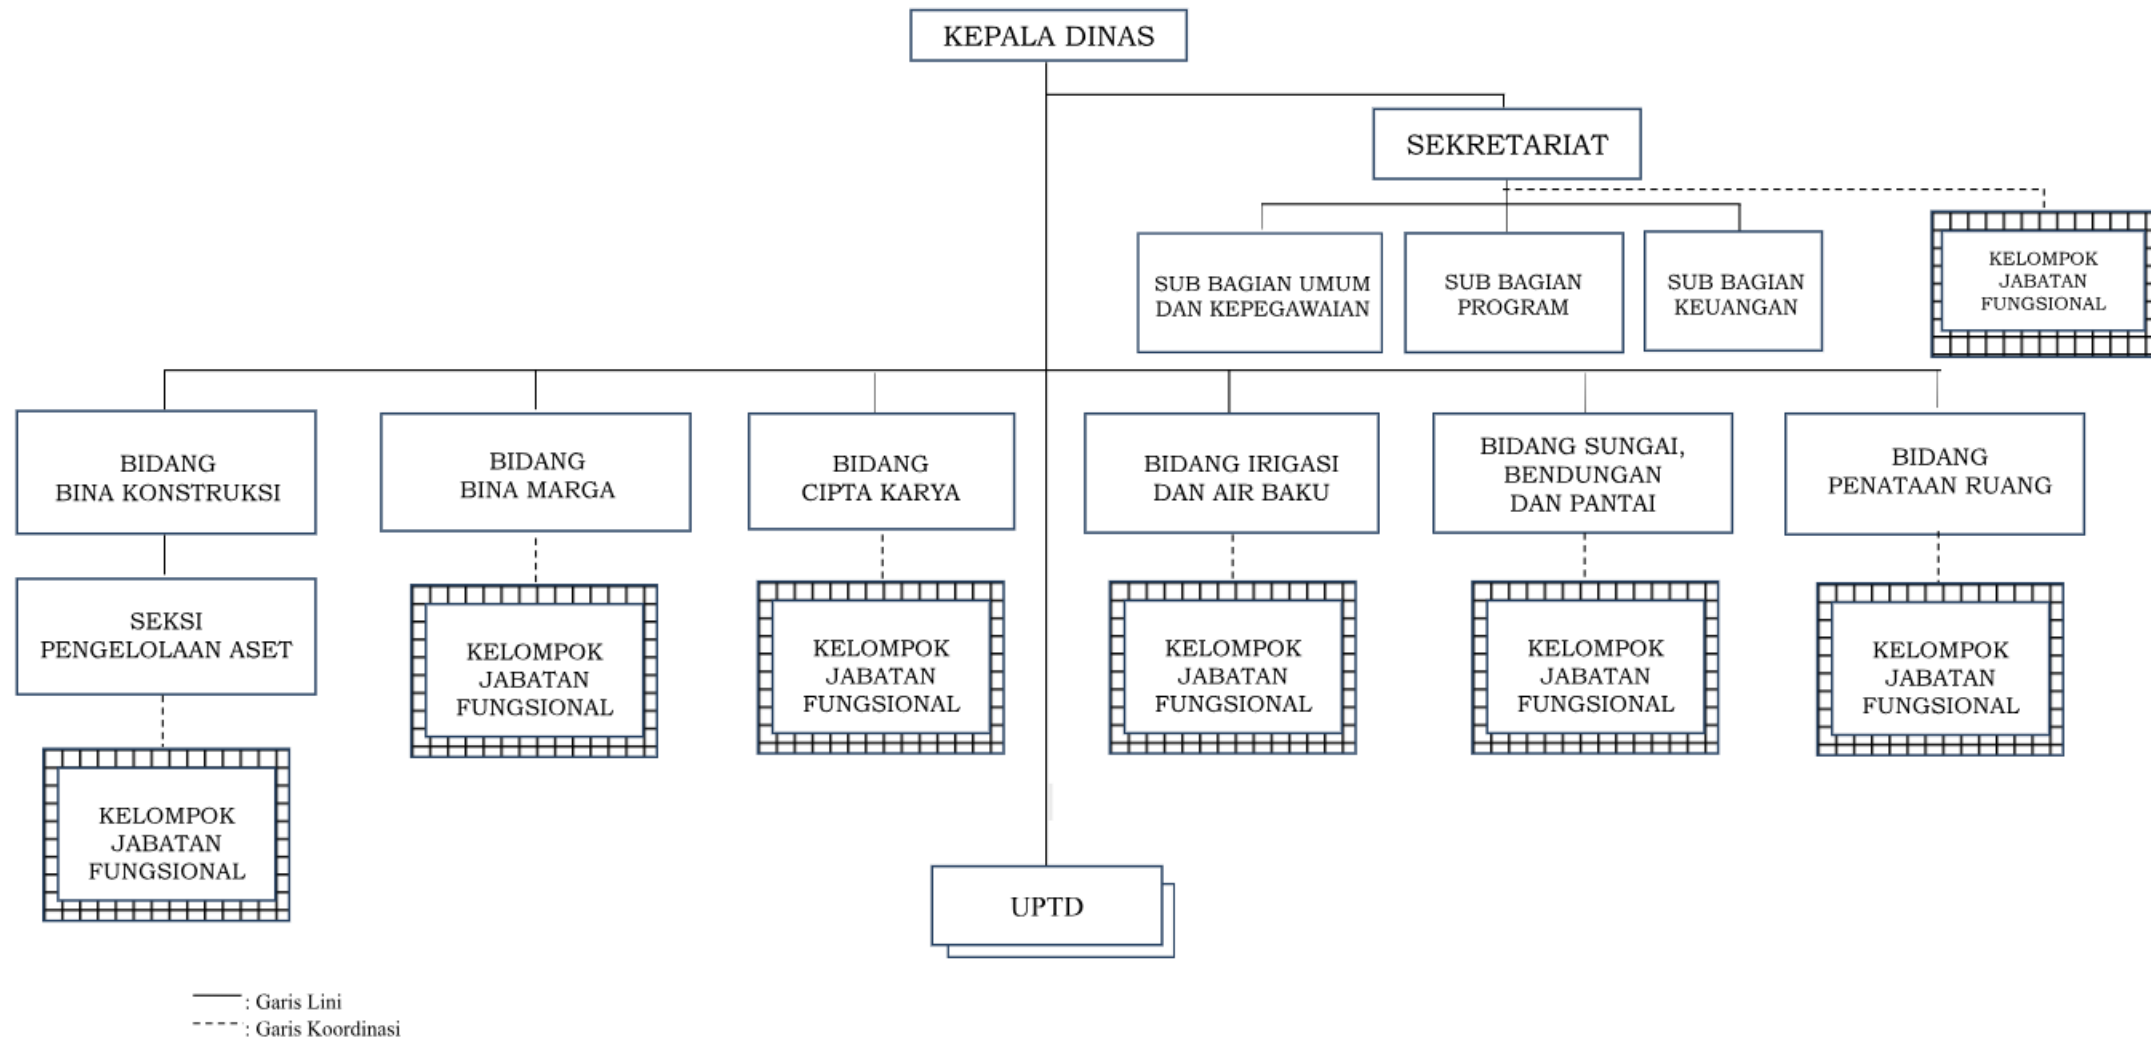 KEPALA DINAS
SEKRETARIAT
SUB BAGIAN UMUM
DAN KEPEGAWAIAN
SUB BAGIAN
PROGRAM
SUB BAGIAN
KEUANGAN
KELOMPOK
JABATAN
FUNGSIONAL
BIDANG
BINA KONSTRUKSI
BIDANG
BINA MARGA
BIDANG
CIPTA KARYA
BIDANG IRIGASI
DAN AIR BAKU
BIDANG SUNGAI,
BENDUNGAN
DAN PANTAI
BIDANG
PENATAAN RUANG
SEKSI
PENGELOLAAN ASET
KELOMPOK
JABATAN
FUNGSIONAL
KELOMPOK
JABATAN
FUNGSIONAL
KELOMPOK
JABATAN
FUNGSIONAL
KELOMPOK
JABATAN
FUNGSIONAL
KELOMPOK
JABATAN
FUNGSIONAL
KELOMPOK
JABATAN
FUNGSIONAL
UPTD
: Garis Lini
: Garis Koordinasi